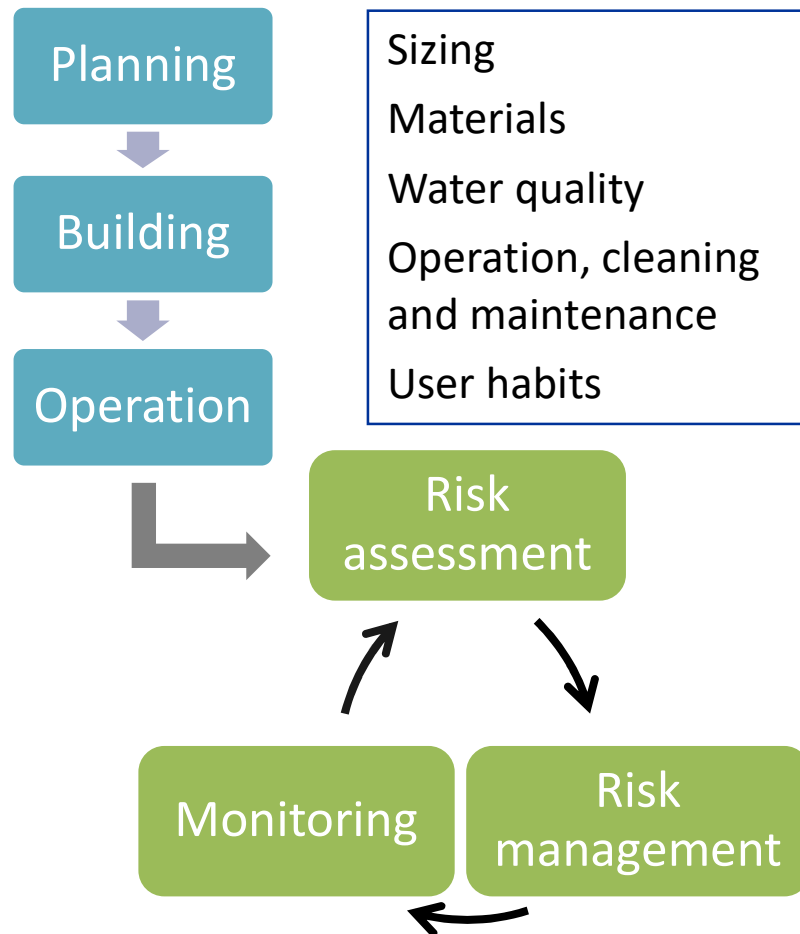 Planning
Building
Operation
Sizing
Materials
Water quality
Operation, cleaning
and maintenance
User habits
Risk
assessment
Risk
management
Monitoring